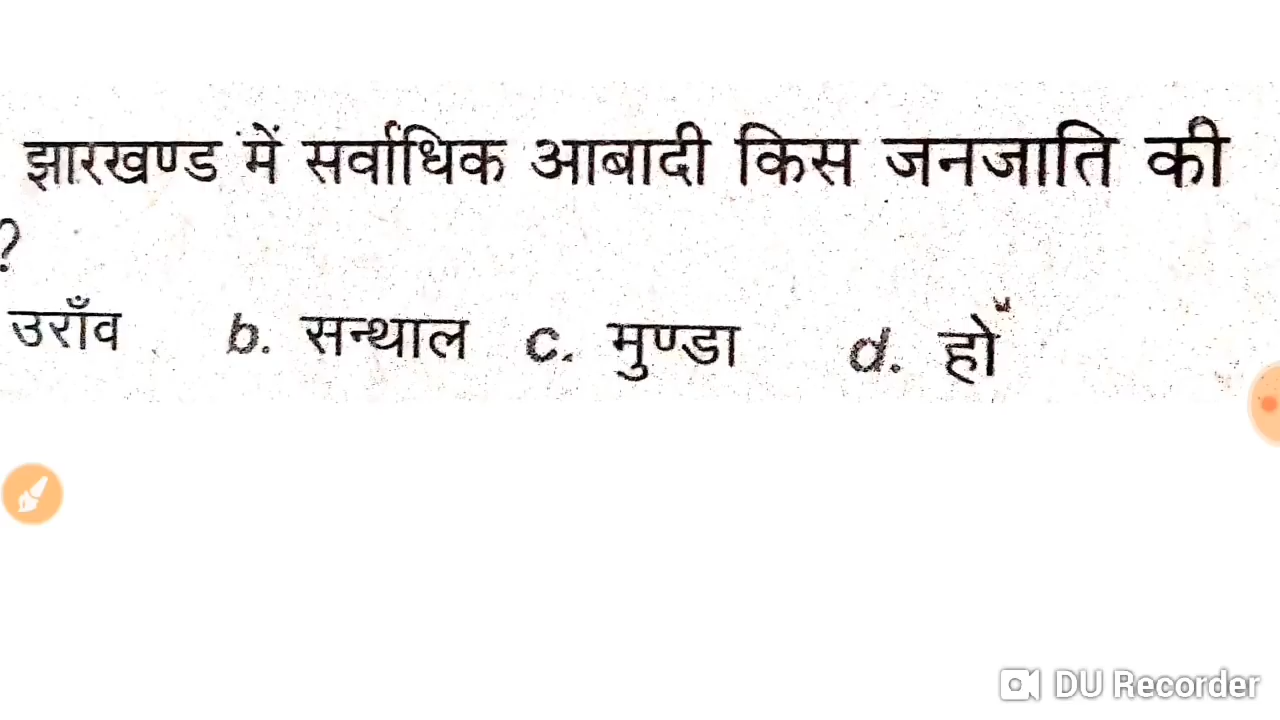 झारखण्ड में सर्वाधिक आबादी किस जनजाति की
?
उराँव b. सन्थाल c. मुण्डा d. हो
DU Recorder